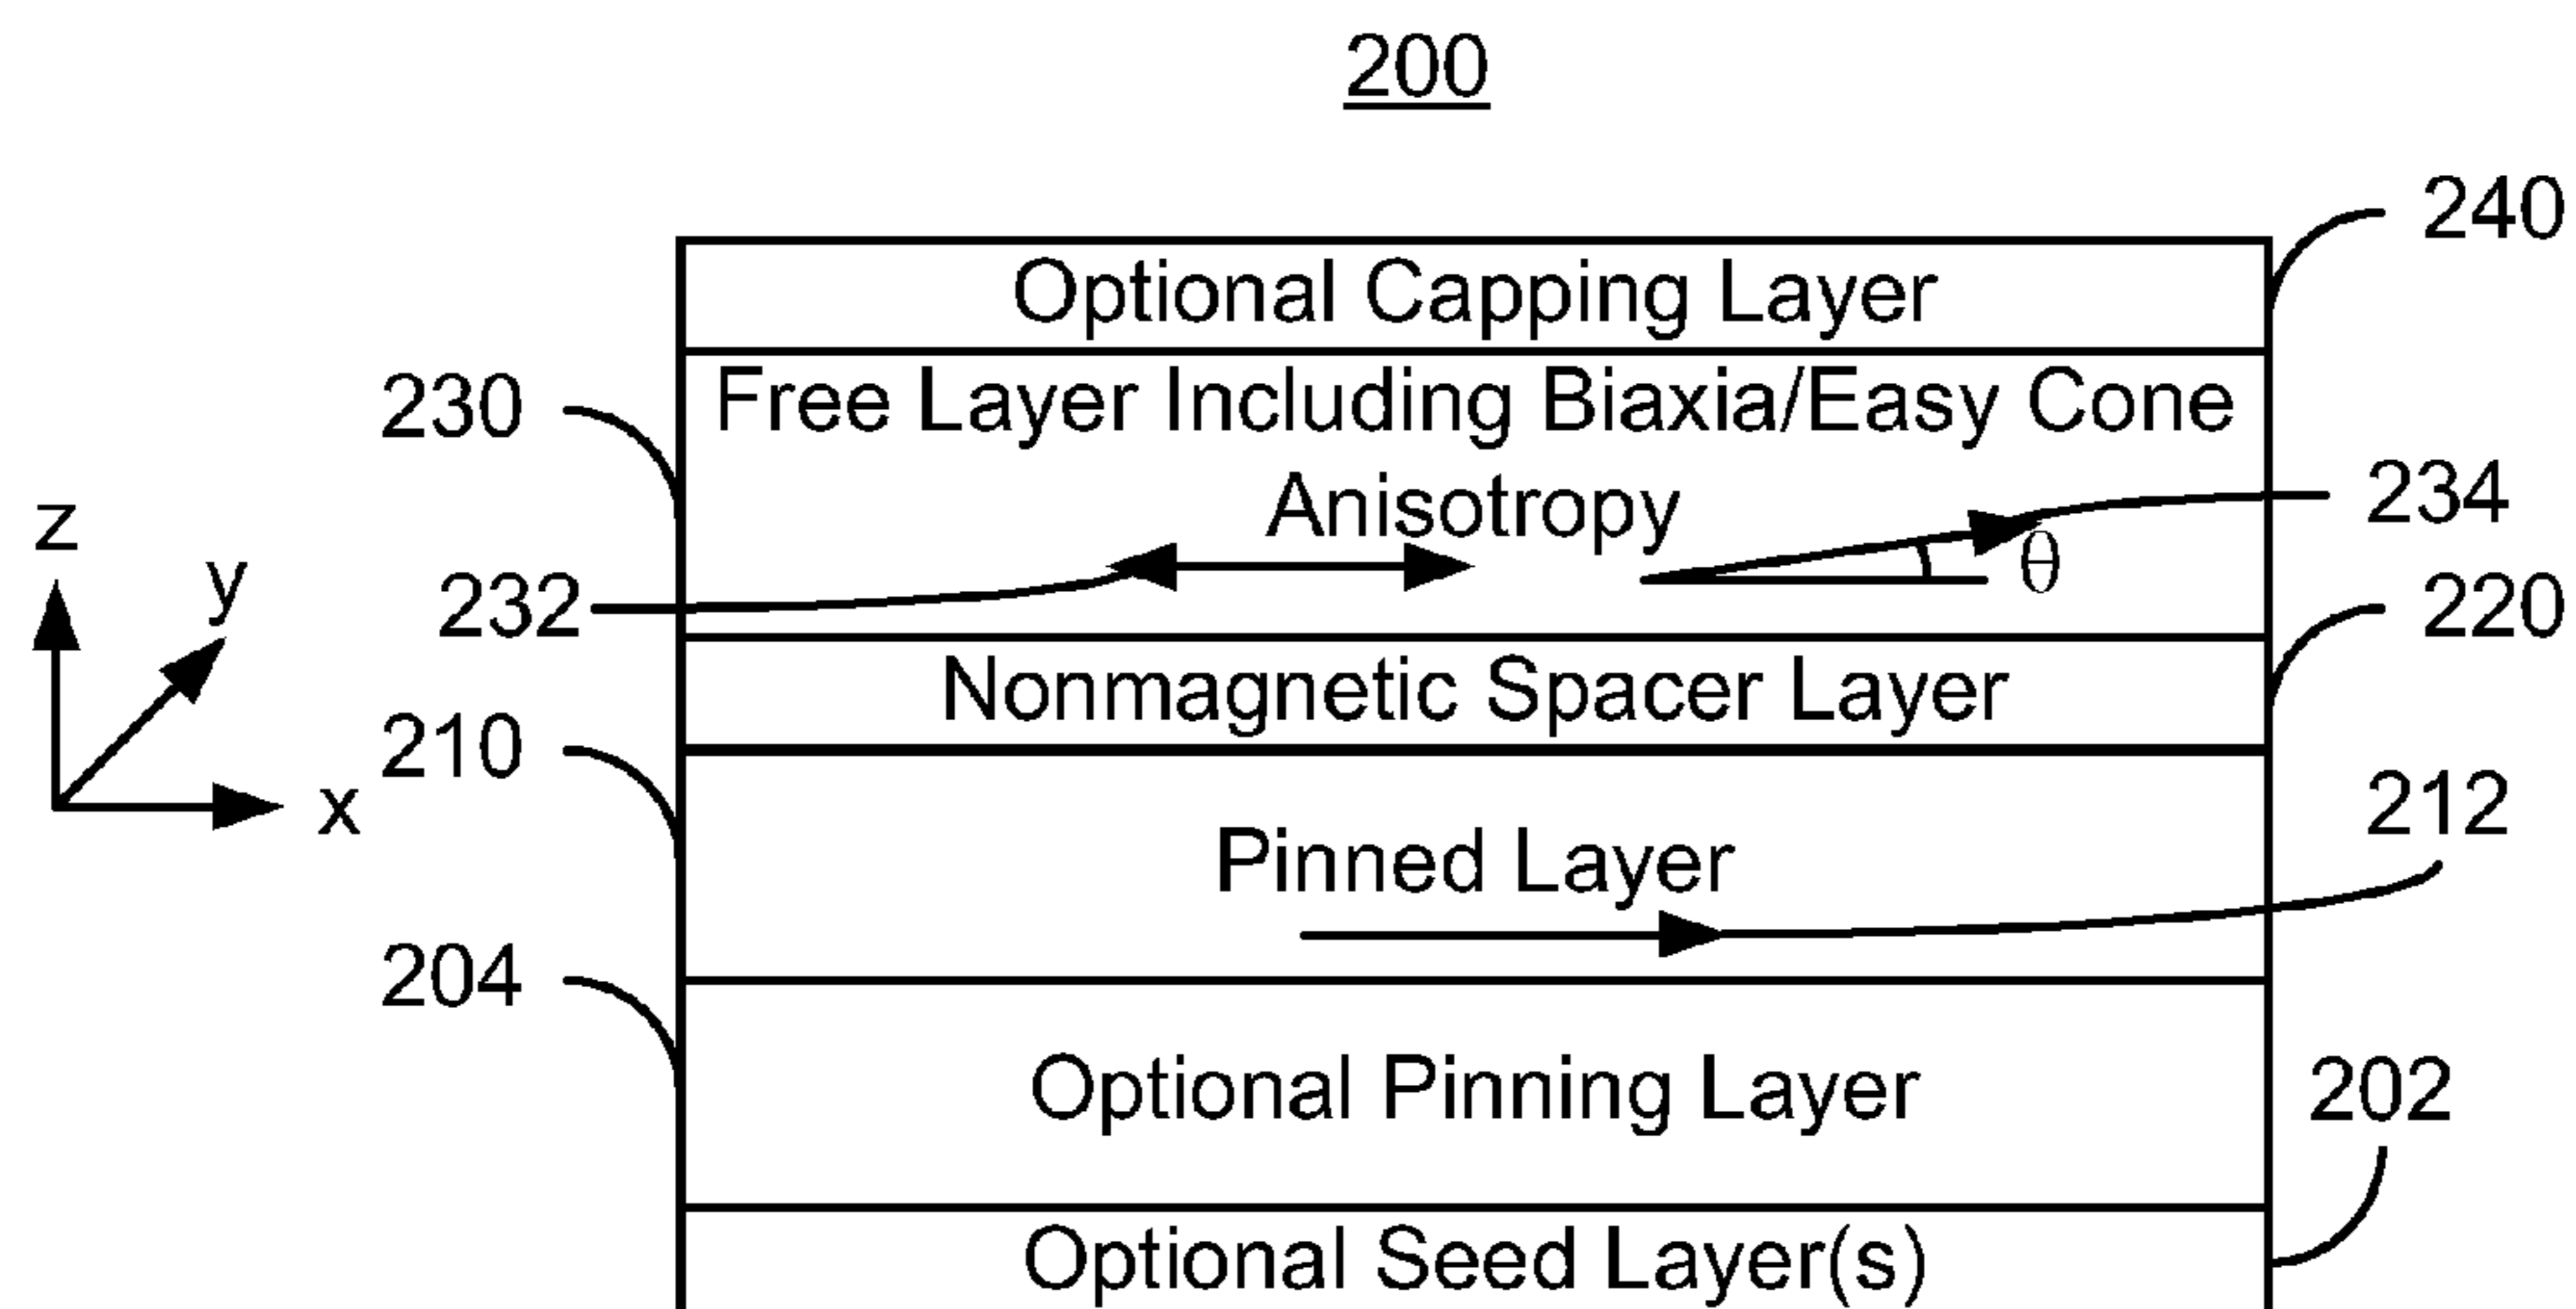 200
240
Optional Capping Layer
230
Free Layer Including Biaxia/Easy Cone
Anisotropy
234
θ
z
y
x
232
220
Nonmagnetic Spacer Layer
210
212
Pinned Layer
204
Optional Pinning Layer
202
Optional Seed Layer(s)